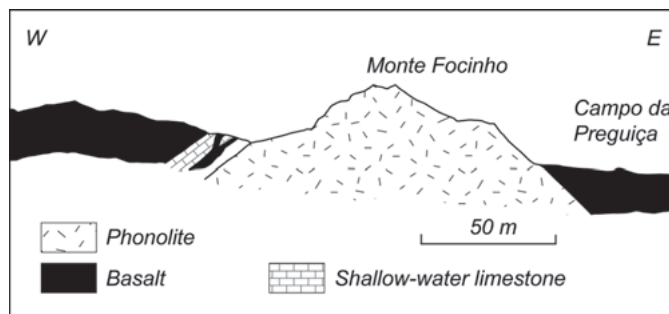 W
E
Monte Focinho
Campo da
Preguiça
50 m
Phonolite
Basalt
Shallow-water limestone